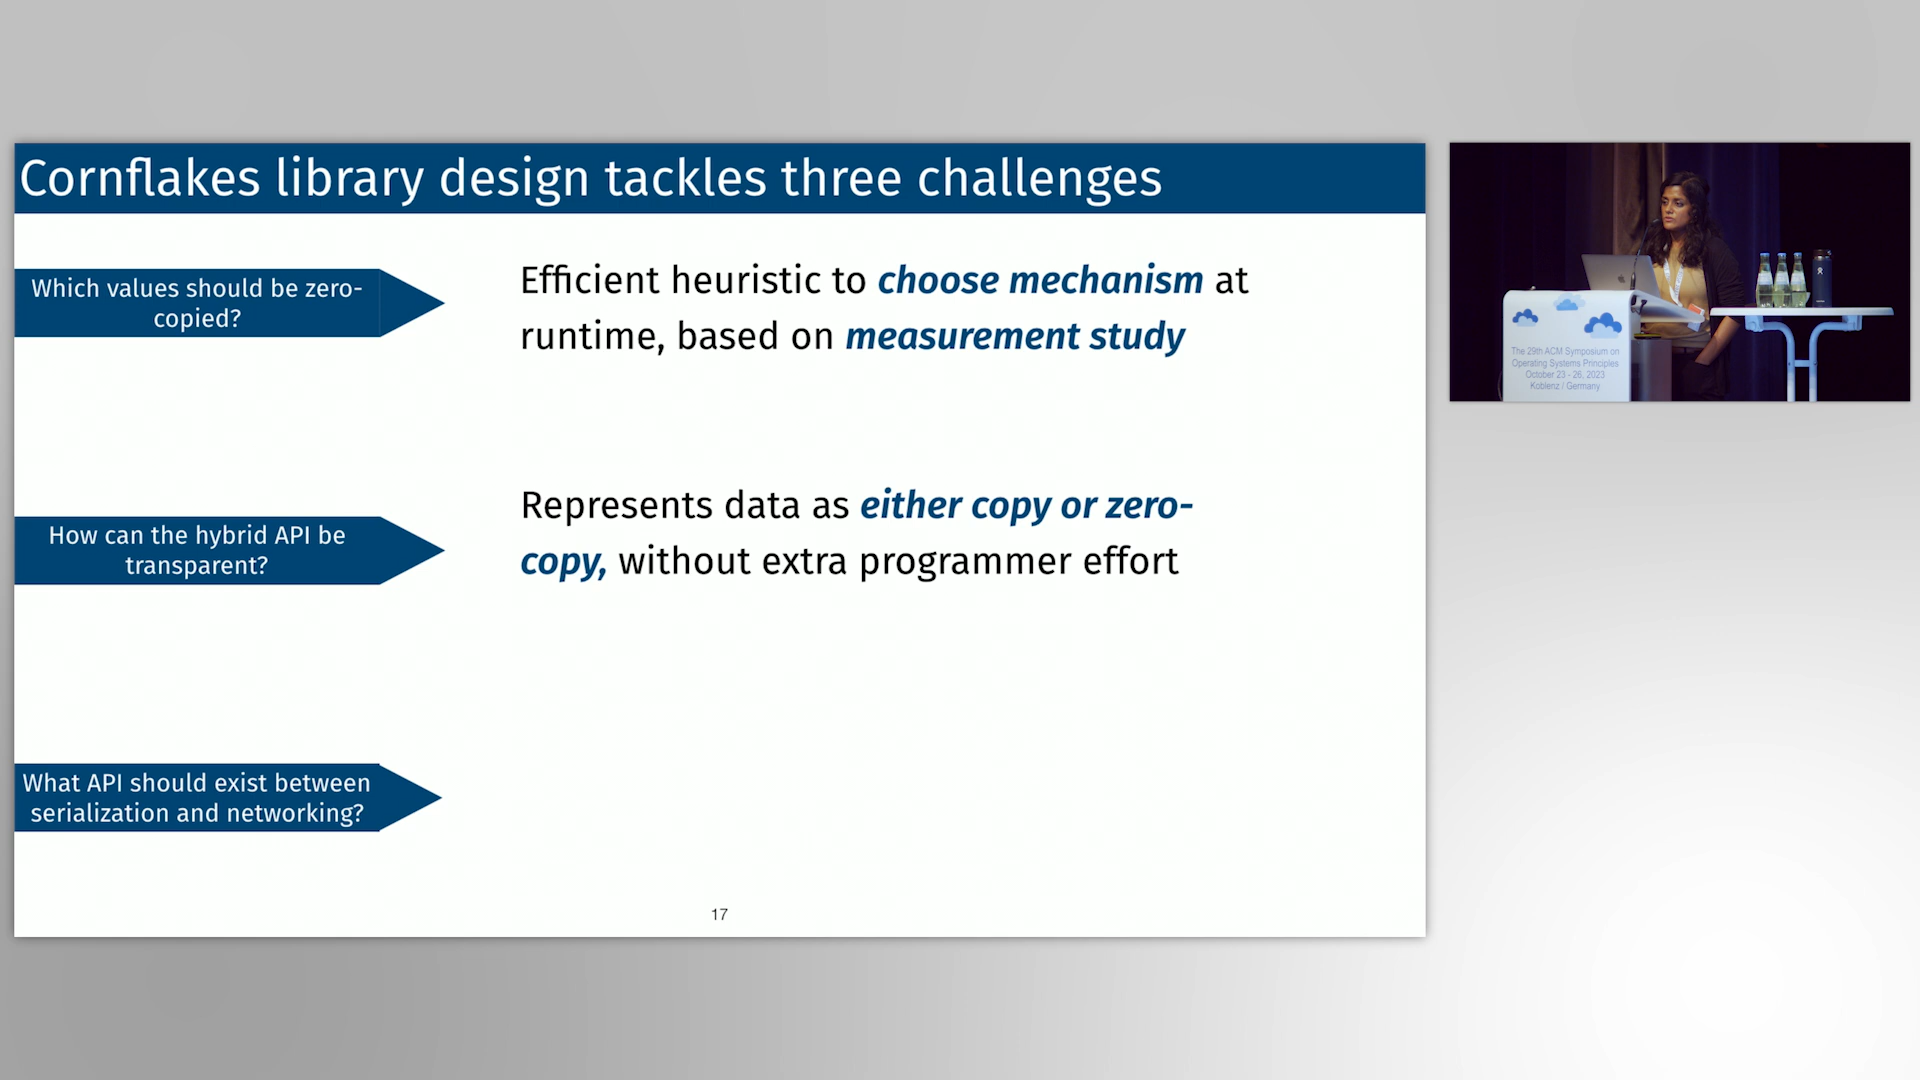 Cornflakes library design tackles three challenges
Which values should be zero-
copied?
Efficient heuristic to choose mechanism at
runtime, based on measurement study
How can the hybrid API be
transparent?
Represents data as either copy or zero-
copy, without extra programmer effort
What API should exist between
serialization and networking?
17
The 29th ACM Symposium on
Operating Systems Principles
October 23 - 26, 2023
Koblenz / Germany